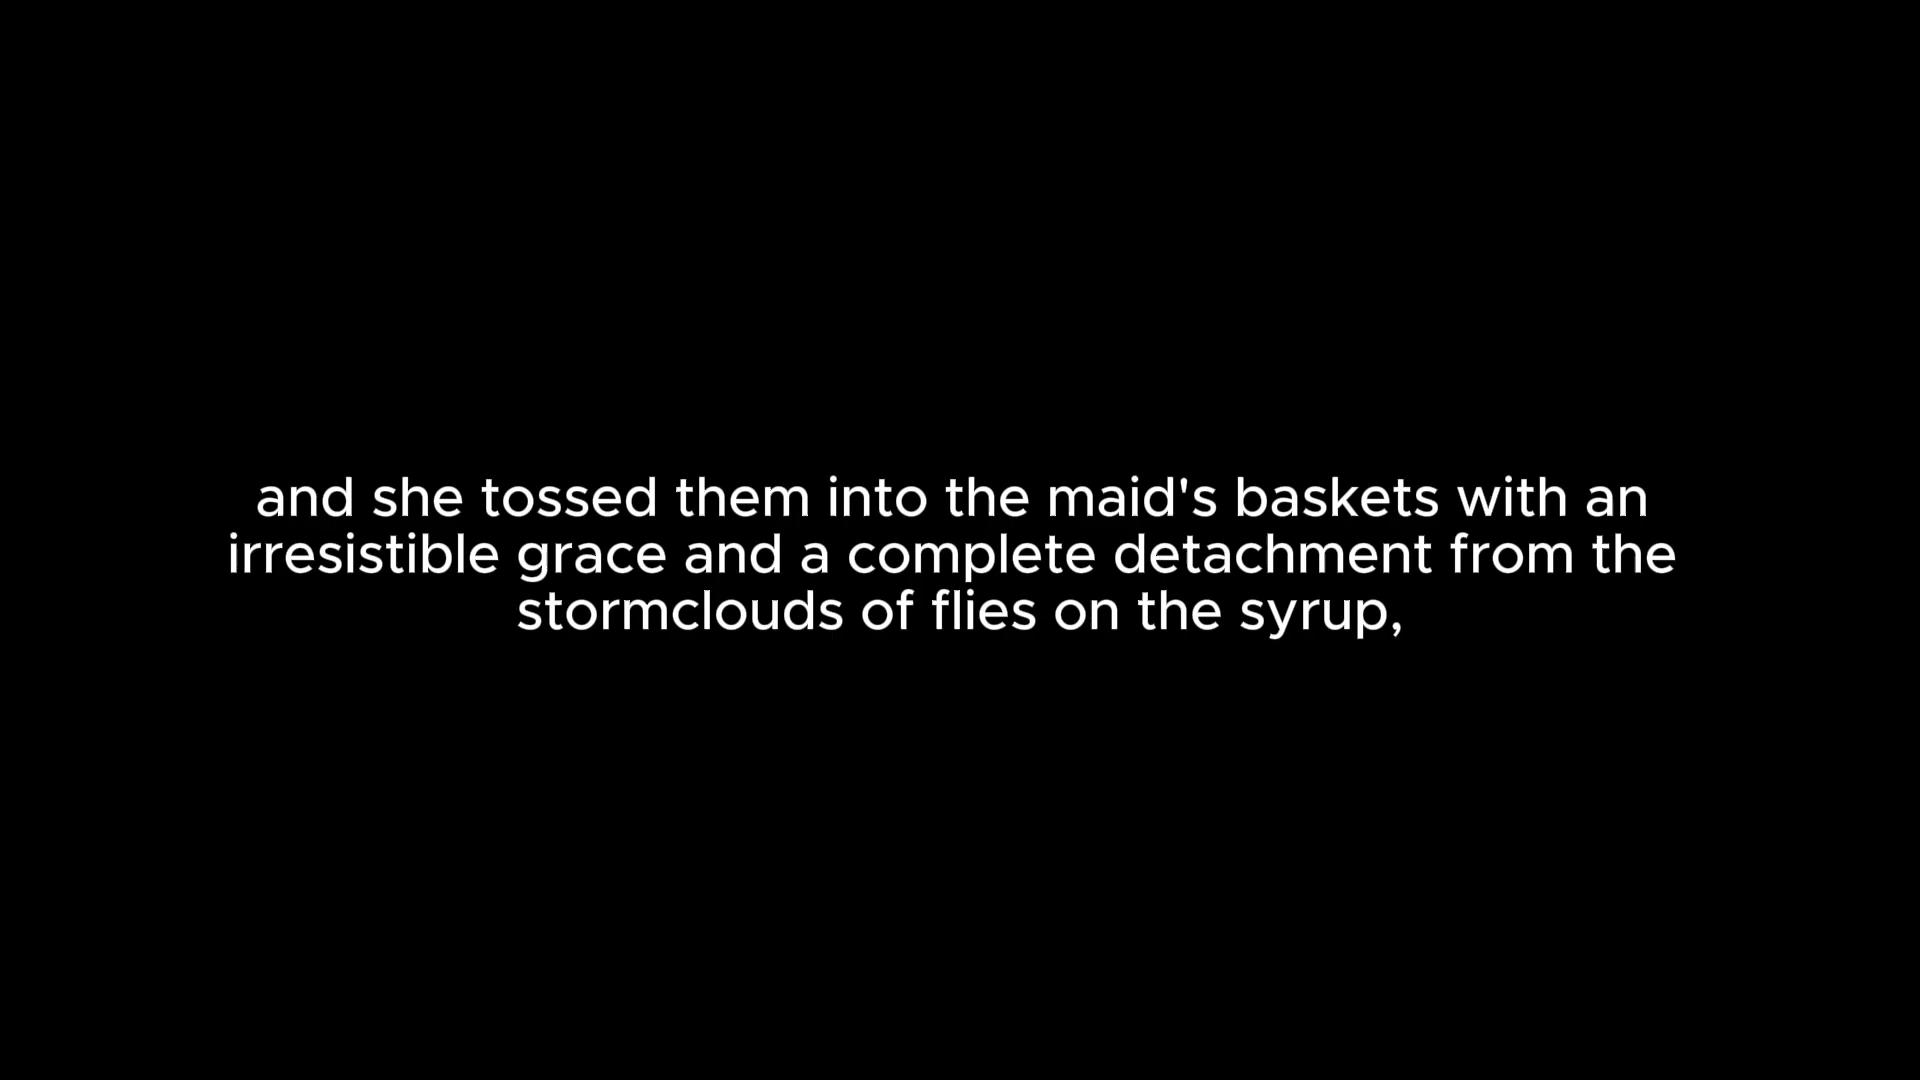 and she tossed them into the maid's baskets with an
irresistible grace and a complete detachment from the
stormclouds of flies on the syrup,